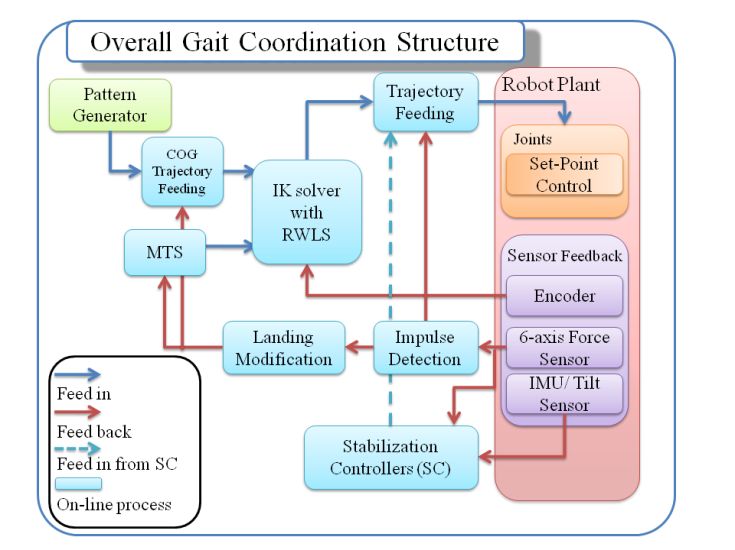 Overall Gait Coordination Structure
Pattern
Generator
COG
Trajectory
Feeding
MTS
IK solver
with
RWLS
Trajectory
Feeding
Robot Plant
Joints
Set-Point
Control
Sensor Feedback
Encoder
6-axis Force
Sensor
IMU/ Tilt
Sensor
Landing
Modification
Impulse
Detection
Stabilization
Controllers (SC)
Feed in
Feed back
Feed in from SC
On-line process